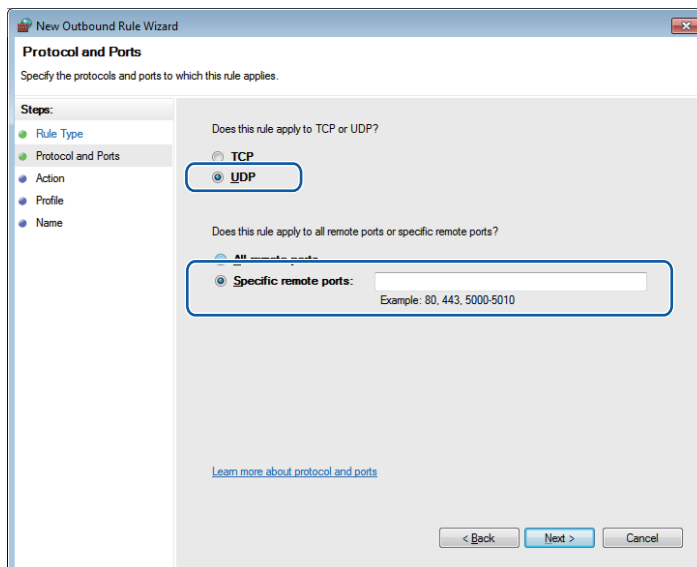 New Outbound Rule Wizard
Protocol and Ports
Specify the protocols and ports to which this rule applies.
Steps:
Rule Type
Protocol and Ports
Action
Profile
Name
Does this rule apply to TCP or UDP?
TCP
UDP
Does this rule apply to all remote ports or specific remote ports?
All remote ports
Specific remote ports:
Example: 80, 443, 5000-5010
Learn more about protocol and ports
< Back
Next >
Cancel